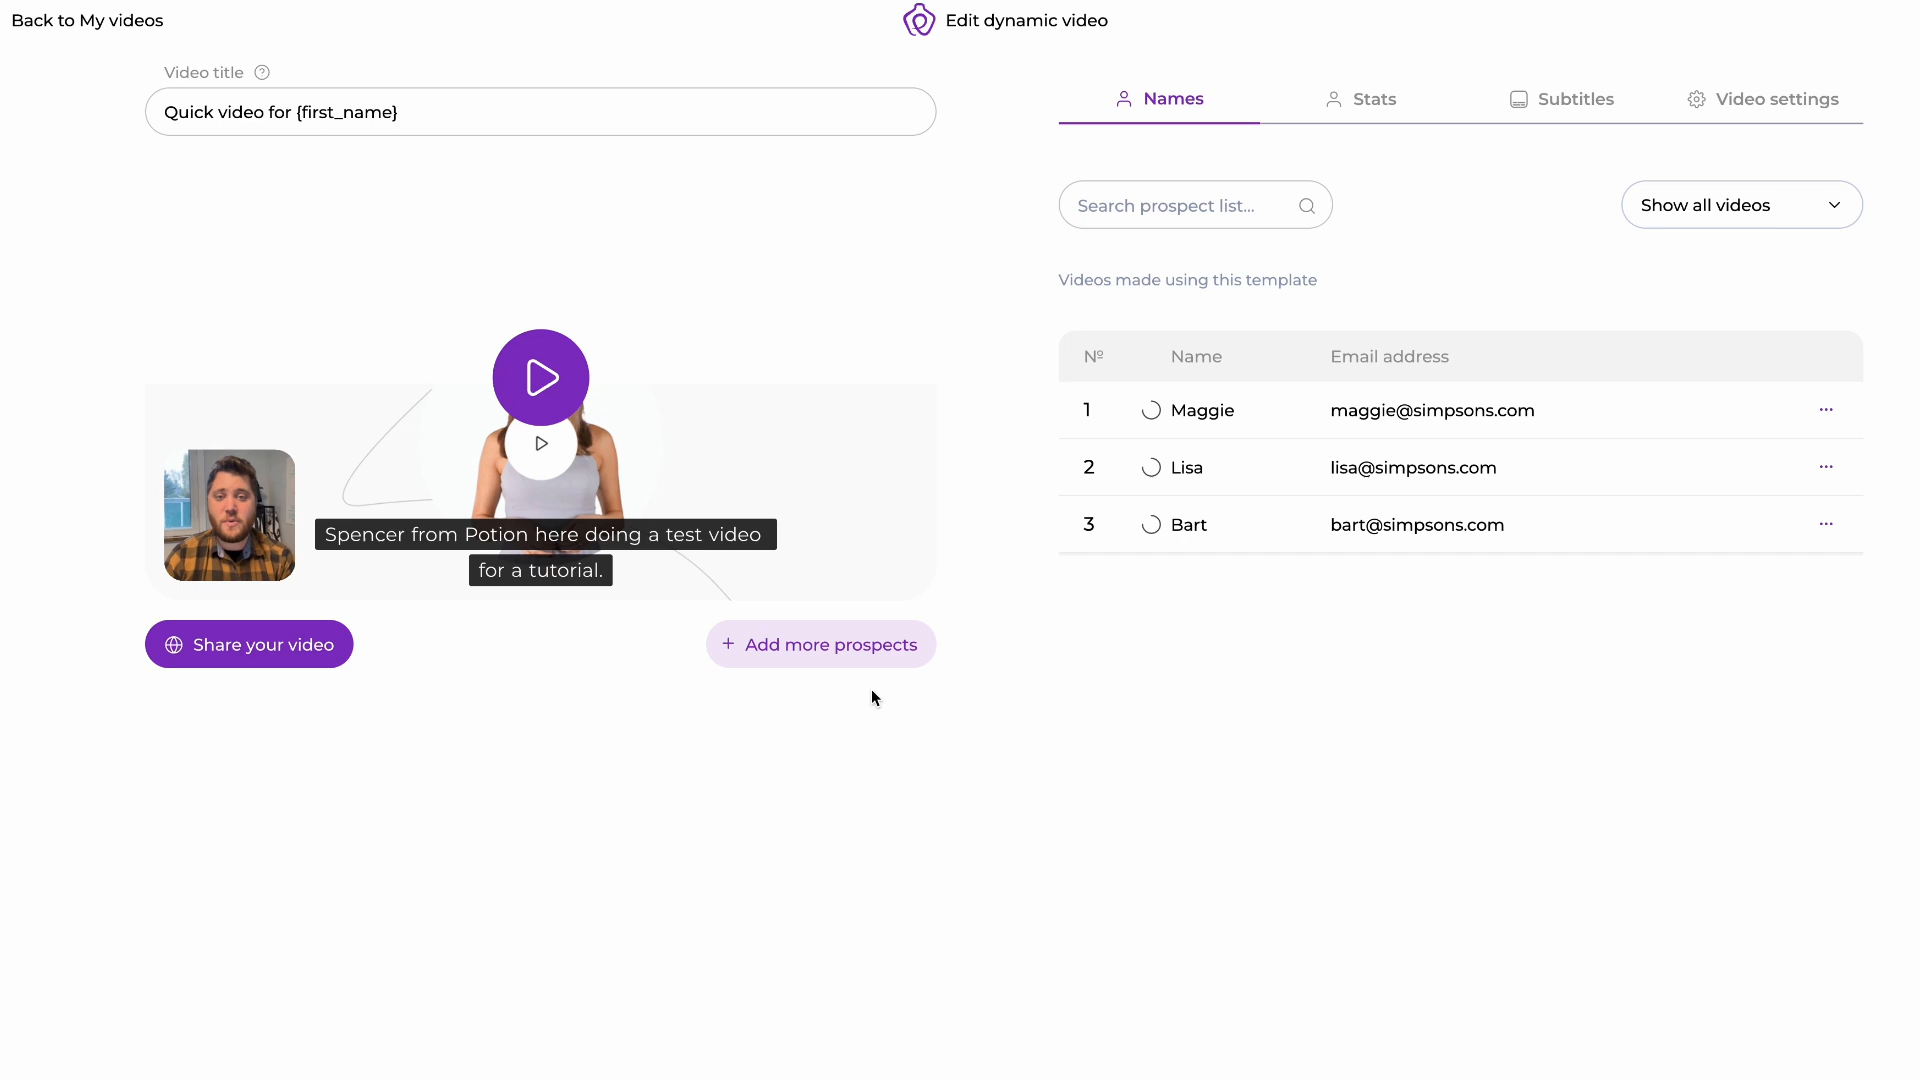 Back to My videos
Edit dynamic video
Video title
Quick video for {first_name}
Spencer from Potion here doing a test video
for a tutorial.
Share your video
+ Add more prospects
Names
Stats
Subtitles
Video settings
Search prospect list...
Show all videos
Videos made using this template
Nº Name Email address
1 Maggie maggie@simpsons.com
2 Lisa lisa@simpsons.com
3 Bart bart@simpsons.com